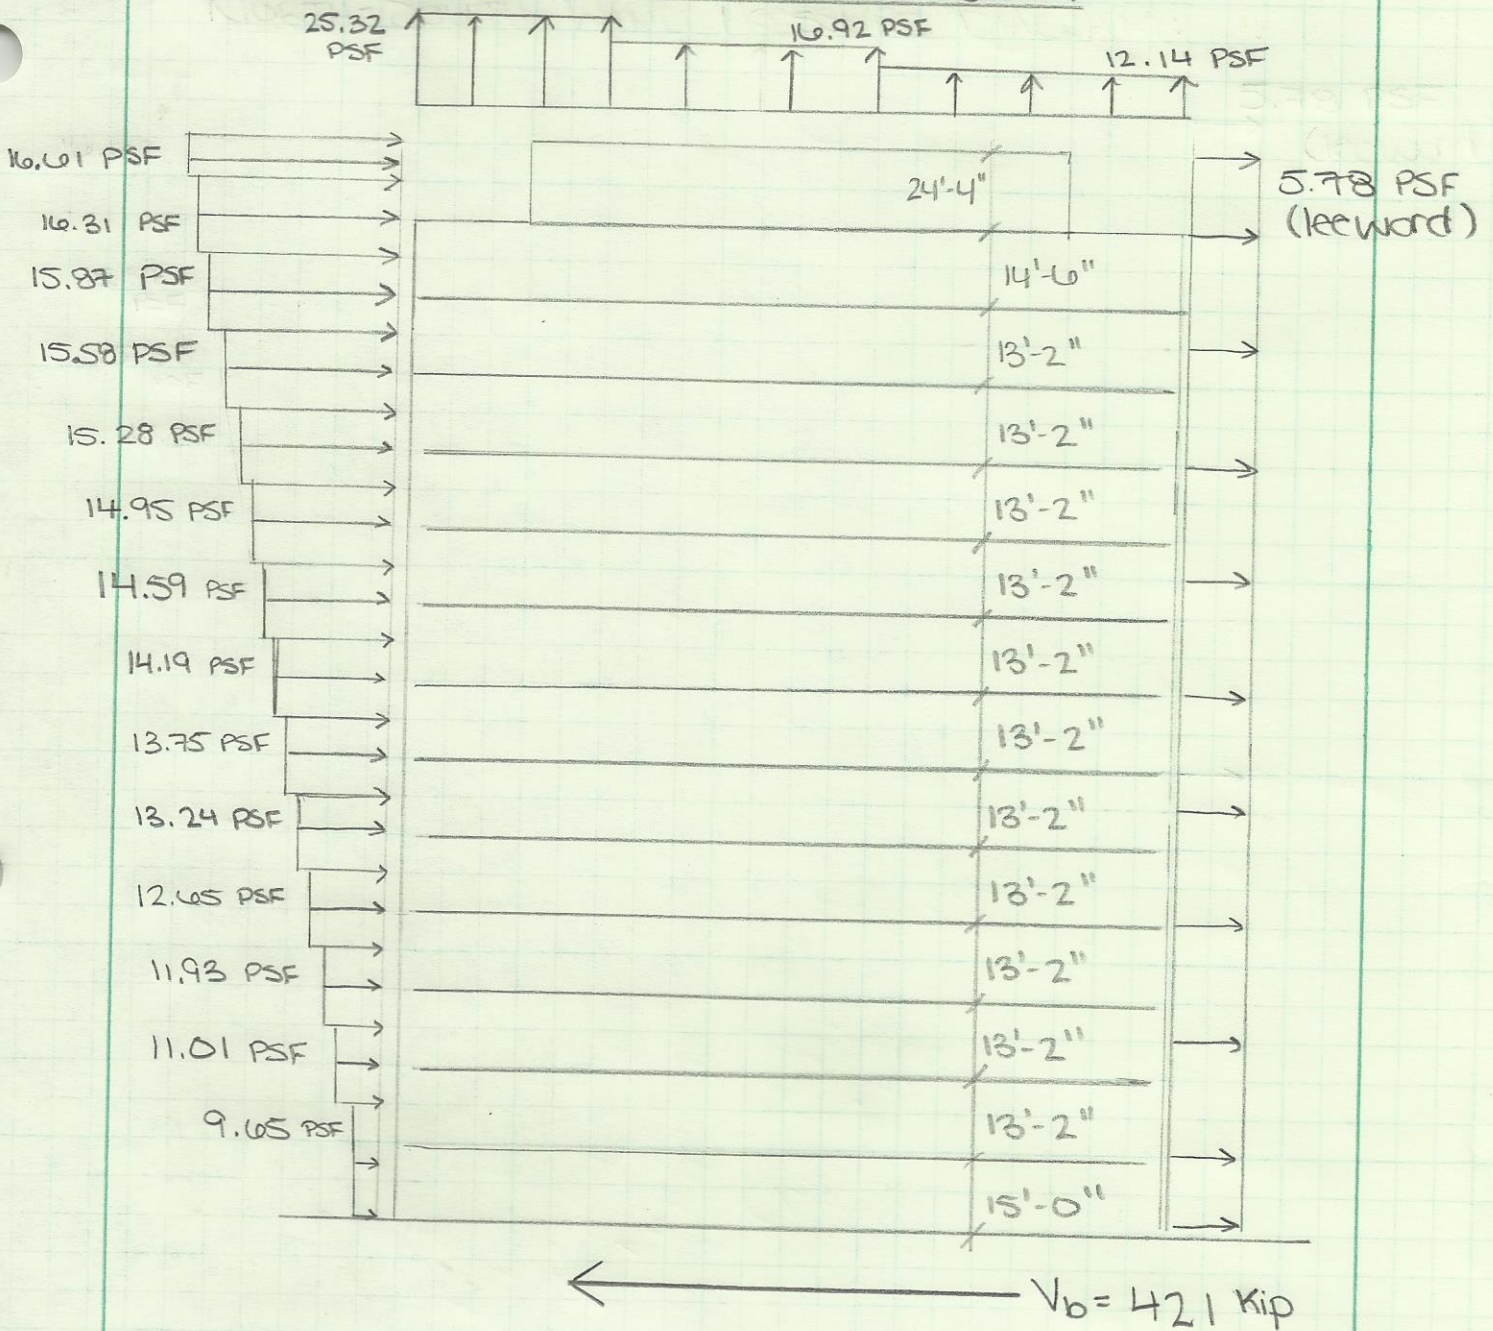 25.32 PSF
16.92 PSF
12.14 PSF
16.61 PSF
24'-4"
5.78 PSF
(leeward)
16.31 PSF
15.87 PSF
14'-6"
15.58 PSF
13'-2"
15.28 PSF
13'-2"
14.95 PSF
13'-2"
14.59 PSF
13'-2"
14.19 PSF
13'-2"
13.75 PSF
13'-2"
13.24 PSF
13'-2"
12.65 PSF
13'-2"
11.93 PSF
13'-2"
11.01 PSF
13'-2"
9.65 PSF
13'-2"
15'-0"
Vb = 421 Kip